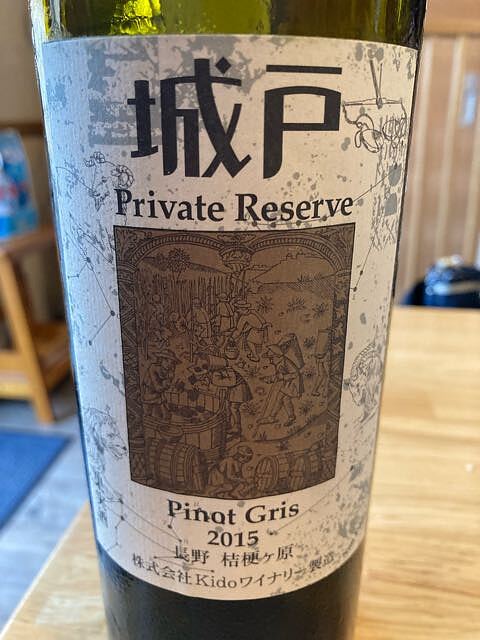 城戸
Private Reserve
Pinot Gris
2015
長野 桔梗ヶ原
株式会社Kidoワイナリー製造